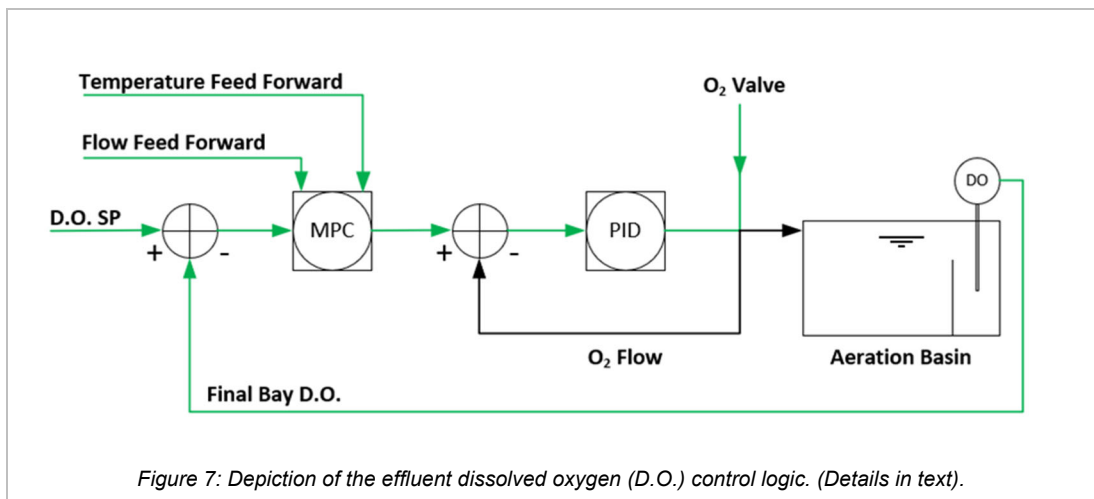 Temperature Feed Forward
O₂ Valve
Flow Feed Forward
DO
D.O. SP
MPC
PID
+
-
+
-
O₂ Flow
Aeration Basin
Final Bay D.O.
Figure 7: Depiction of the effluent dissolved oxygen (D.O.) control logic. (Details in text).